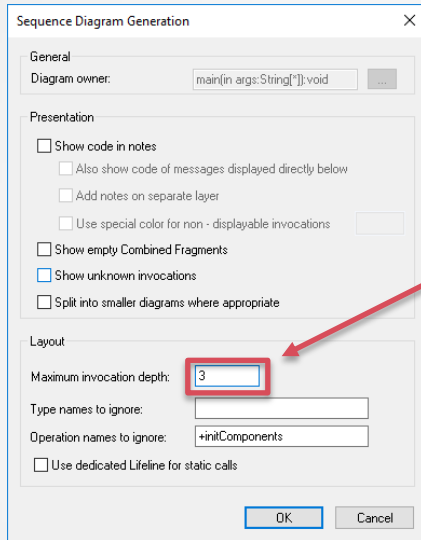 Sequence Diagram Generation
General
Diagram owner: main(in args:String[*]):void ...
Presentation
Show code in notes
Also show code of messages displayed directly below
Add notes on separate layer
Use special color for non - displayable invocations
Show empty Combined Fragments
Show unknown invocations
Split into smaller diagrams where appropriate
Layout
Maximum invocation depth: 3
Type names to ignore:
Operation names to ignore: +initComponents
Use dedicated Lifeline for static calls
OK Cancel